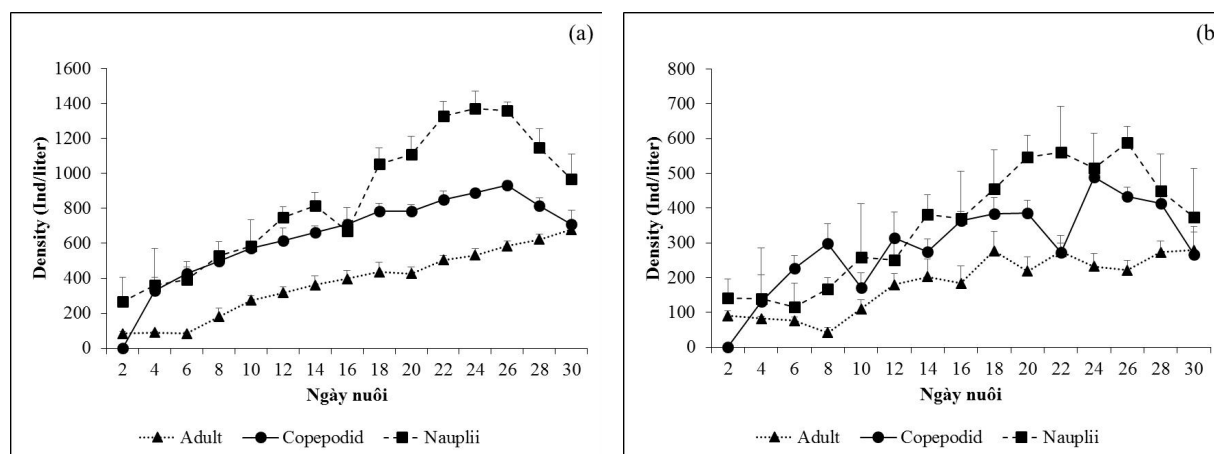 (a)
1600
1400
1200
1000
800
600
400
200
0
Density (Ind/liter)
2 4 6 8 10 12 14 16 18 20 22 24 26 28 30
Ngày nuôi
Adult Copepodid Nauplii
(b)
800
700
600
500
400
300
200
100
0
Density (Ind/liter)
2 4 6 8 10 12 14 16 18 20 22 24 26 28 30
Ngày nuôi
Adult Copepodid Nauplii